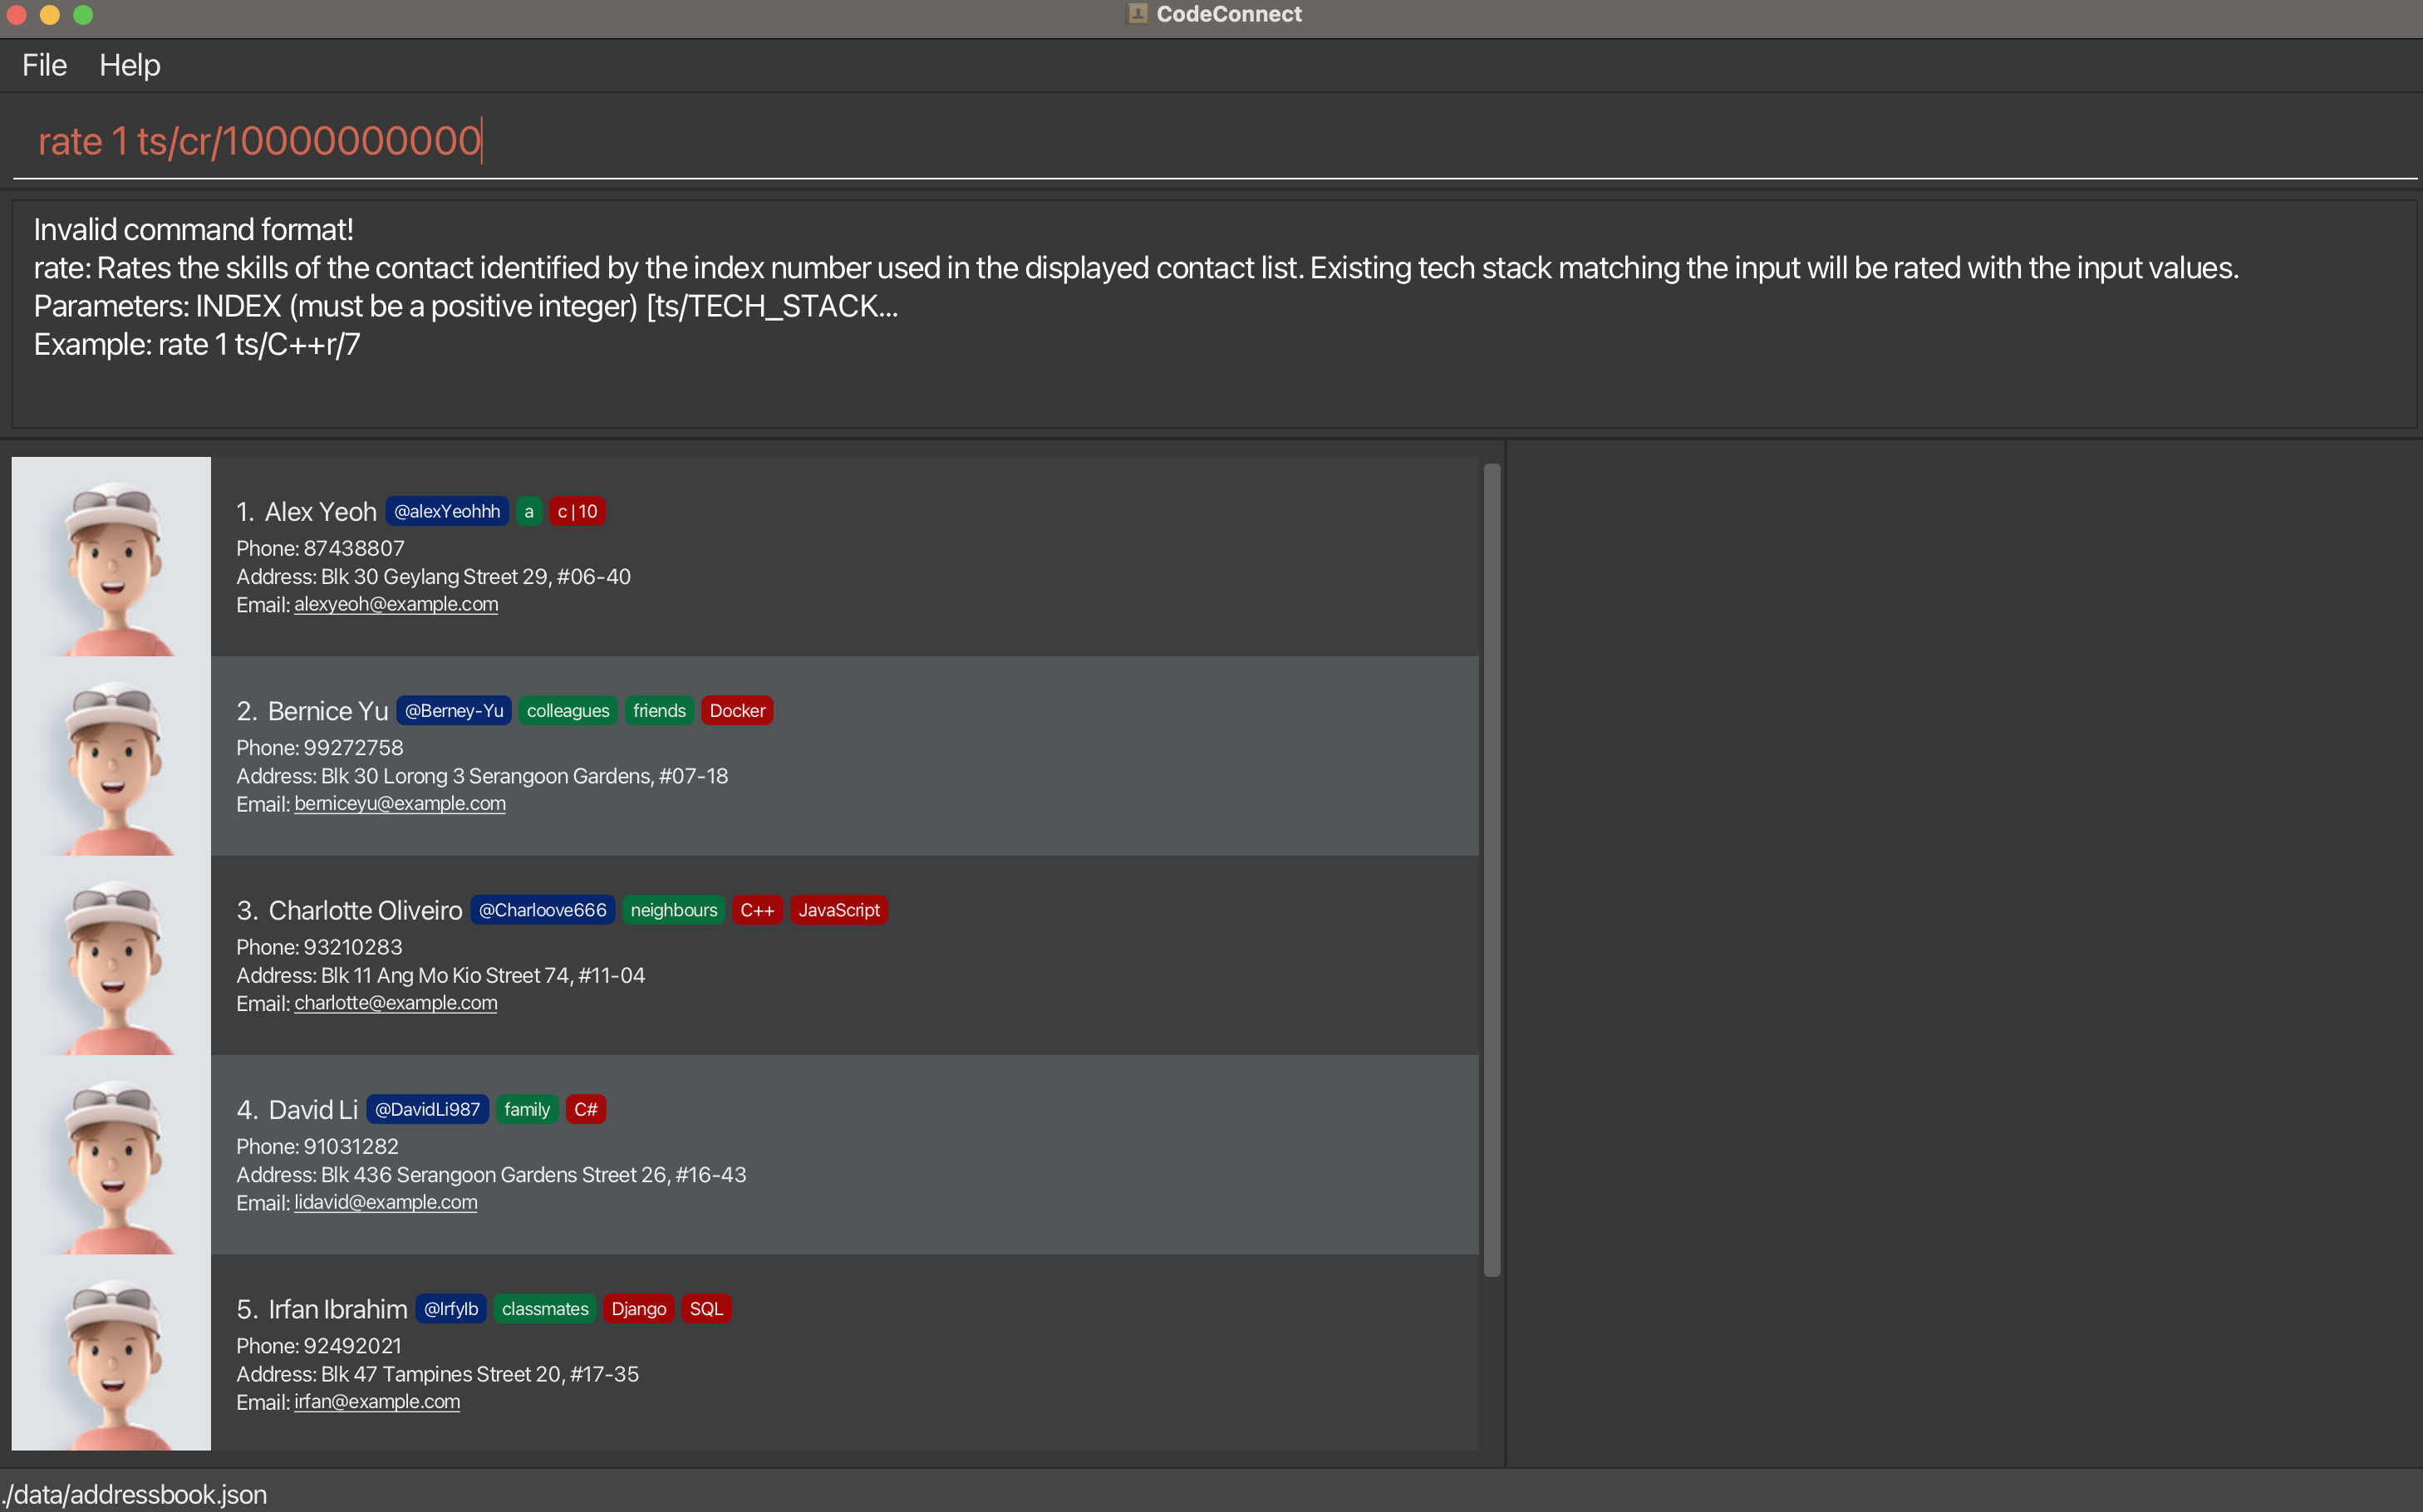 CodeConnect
File Help
rate 1 ts/cr/10000000000
Invalid command format!
rate: Rates the skills of the contact identified by the index number used in the displayed contact list. Existing tech stack matching the input will be rated with the input values.
Parameters: INDEX (must be a positive integer) [ts/TECH_STACK...
Example: rate 1 ts/C++r/7
1. Alex Yeoh @alexYeohhh a c | 10
Phone: 87438807
Address: Blk 30 Geylang Street 29, #06-40
Email: alexyeoh@example.com
2. Bernice Yu @Berney-Yu colleagues friends Docker
Phone: 99272758
Address: Blk 30 Lorong 3 Serangoon Gardens, #07-18
Email: berniceyu@example.com
3. Charlotte Oliveiro @Charloove666 neighbours C++ JavaScript
Phone: 93210283
Address: Blk 11 Ang Mo Kio Street 74, #11-04
Email: charlotte@example.com
4. David Li @DavidLi987 family C#
Phone: 91031282
Address: Blk 436 Serangoon Gardens Street 26, #16-43
Email: lidavid@example.com
5. Irfan Ibrahim @IrfyIb classmates Django SQL
Phone: 92492021
Address: Blk 47 Tampines Street 20, #17-35
Email: irfan@example.com
./data/addressbook.json